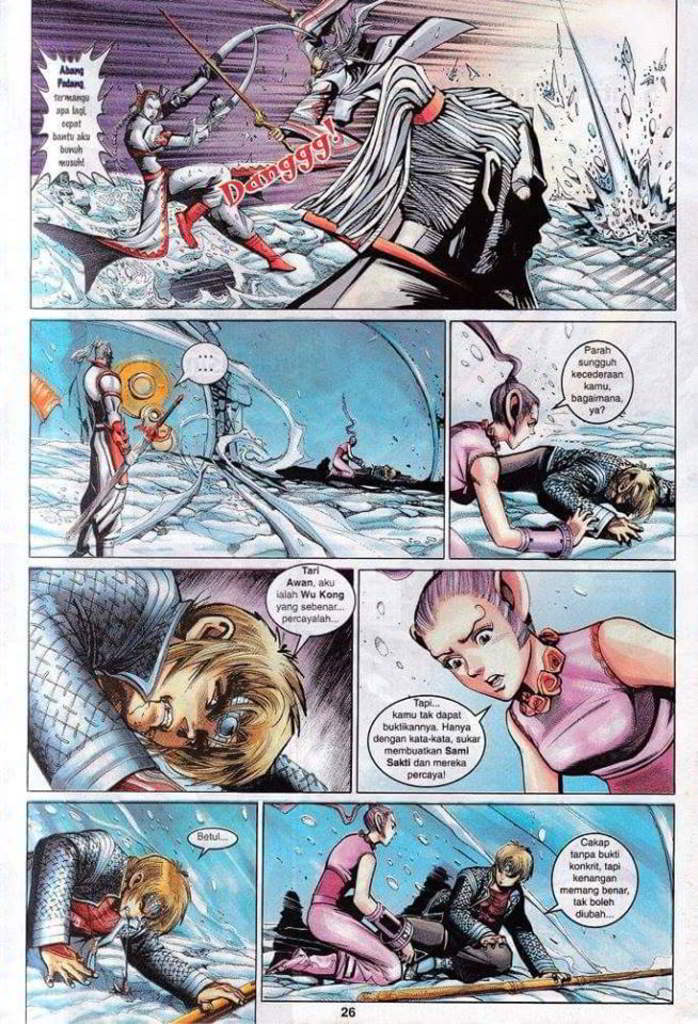 Abang
Pedang
termangu
apa lagi,
cepat
bantu aku
bunuh
musuh!
Danggg!
...
...
Parah
sungguh
kecederaan
kamu,
bagaimana,
ya?
Tari
Awan, aku
ialah Wu Kong
yang sebenar...
percayalah...
Tapi...
kamu tak dapat
buktikannya. Hanya
dengan kata-kata, sukar
membuatkan Sami
Sakti dan mereka
percaya!
Betul...
Cakap
tanpa bukti
konkrit, tapi
kenangan
memang benar,
tak boleh
diubah...
26